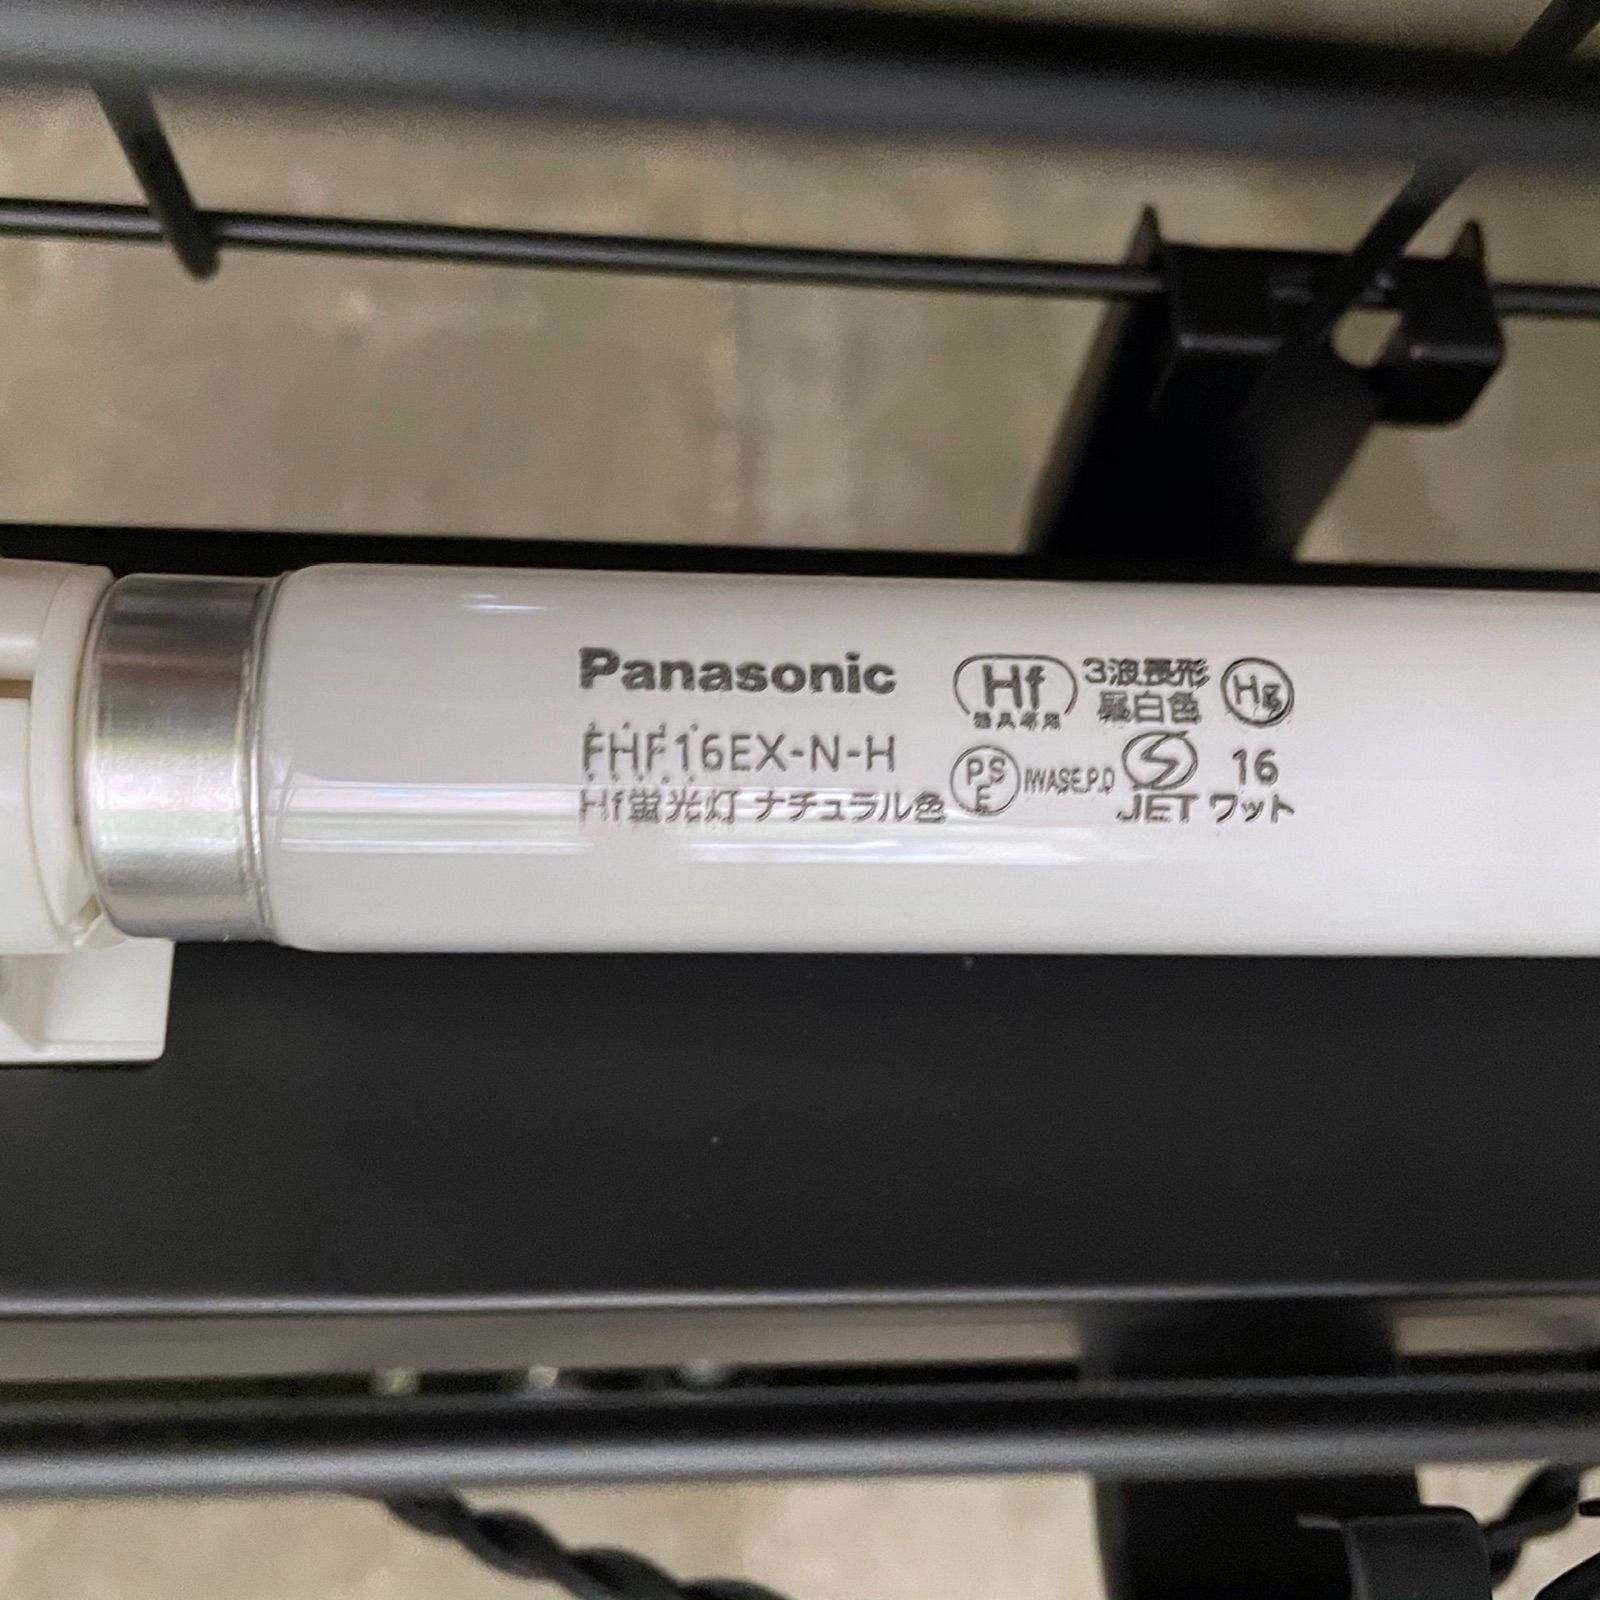 Panasonic
FHF16EX-N-H
Hf蛍光灯 ナチュラル色
Hf
器具専用
3波長形
昼白色
Hg
PS
E
IWASE.P.D
JET
16
ワット